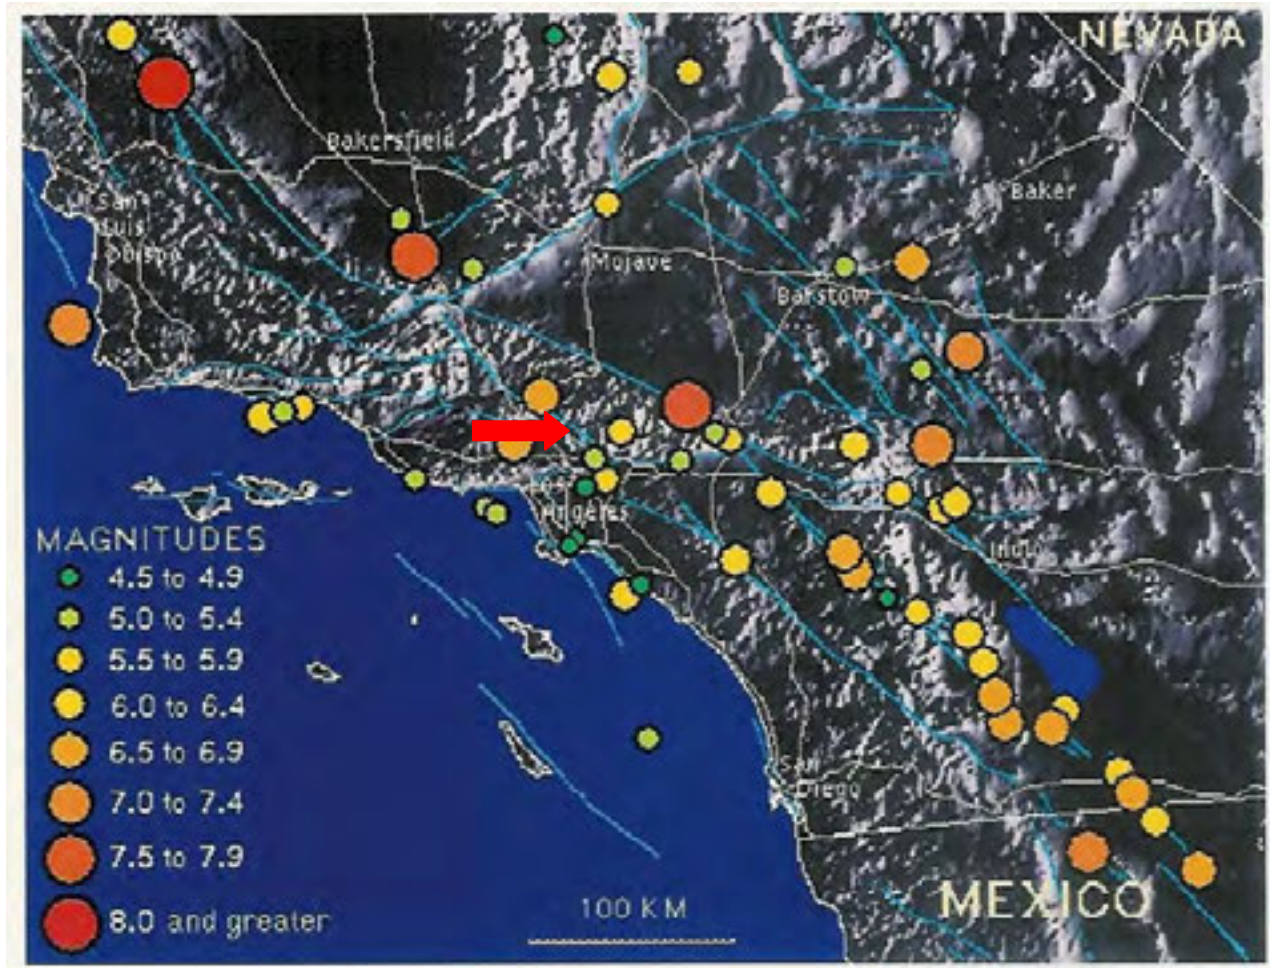 NEVADA
Bakersfield
Baker
San
Luis
Obispo
Mojave
Barstow
Los
Angeles
Indio
MAGNITUDES
4.5 to 4.9
5.0 to 5.4
5.5 to 5.9
6.0 to 6.4
6.5 to 6.9
7.0 to 7.4
7.5 to 7.9
8.0 and greater
San
Diego
100 KM
MEXICO